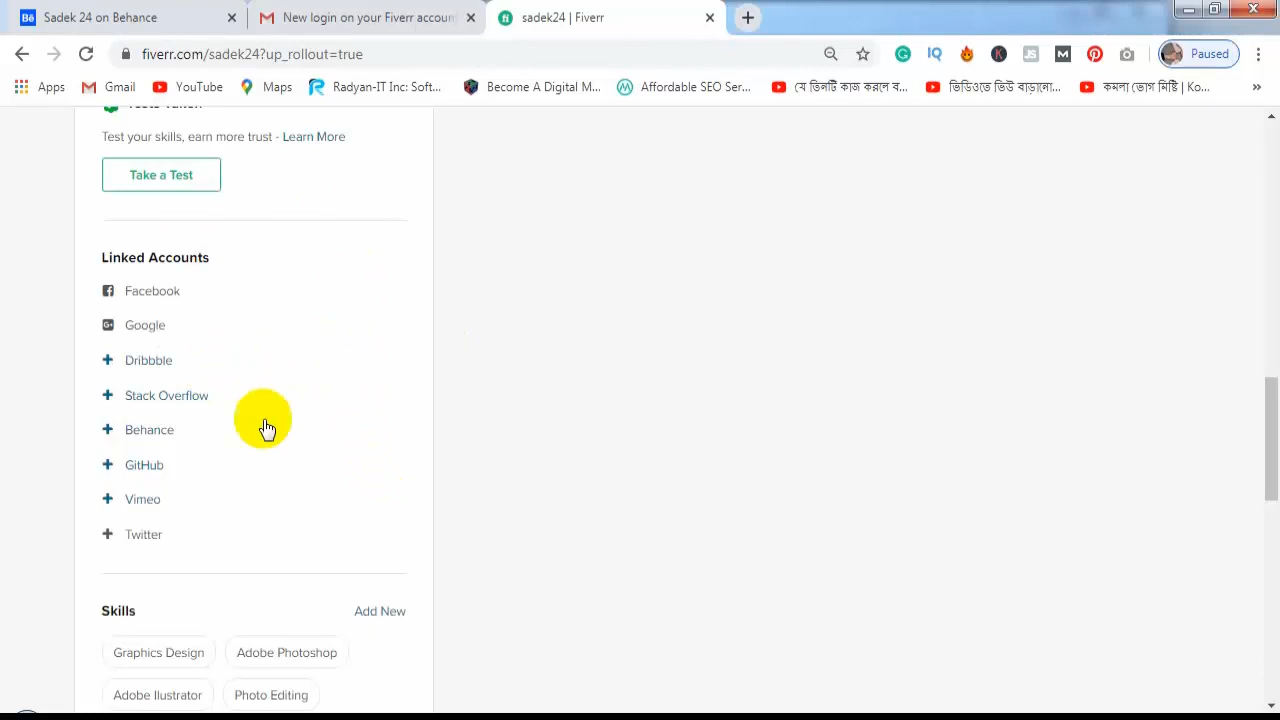 Sadek 24 on Behance
New login on your Fiverr accoun
sadek24 | Fiverr
fiverr.com/sadek24?up_rollout=true
Paused
Apps
Gmail
YouTube
Maps
Radyan-IT Inc: Soft...
Become A Digital M...
Affordable SEO Ser...
যে তিনটি কাজ করলে ব...
ভিডিওতে ভিউ বাড়ানো...
কমলা ভোগ মিষ্টি | Ko...
Tests Taken
Test your skills, earn more trust - Learn More
Take a Test
Linked Accounts
Facebook
Google
Dribbble
Stack Overflow
Behance
GitHub
Vimeo
Twitter
Skills
Add New
Graphics Design
Adobe Photoshop
Adobe Ilustrator
Photo Editing